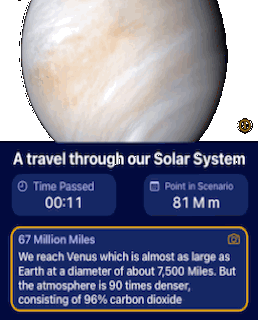 A travel through our Solar System
Time Passed
00:11
Point in Scenario
81 M m
67 Million Miles
We reach Venus which is almost as large as
Earth at a diameter of about 7,500 Miles. But
the atmosphere is 90 times denser,
consisting of 96% carbon dioxide